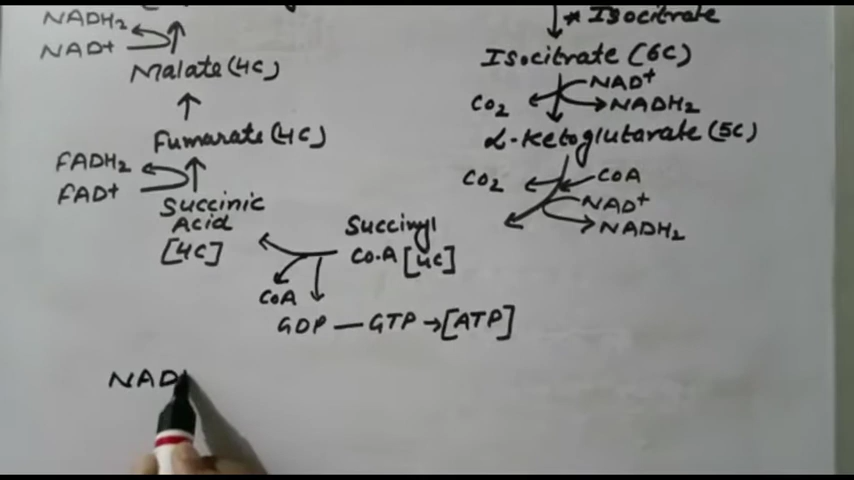 NADH2
NAD+
Malate (4C)
Fumarate (4C)
FADH2
FAD+
Succinic
Acid
[4C]
Succinyl
CO.A [4C]
COA
GDP — GTP → [ATP]
* Isocitrate
Isocitrate (6C)
NAD+
CO2
NADH2
α-Ketoglutarate (5C)
CO2
COA
NAD+
NADH2
NAD